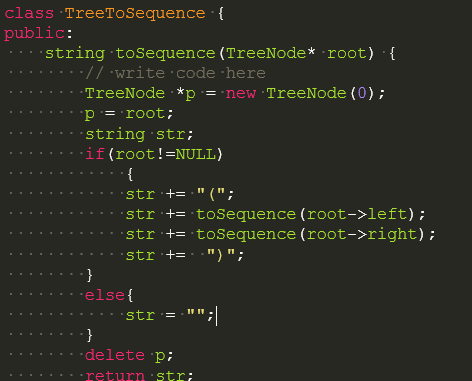 class TreeToSequence {
public:
    string toSequence(TreeNode* root) {
        // write code here
        TreeNode *p = new TreeNode(0);
        p = root;
        string str;
        if(root!=NULL)
            {
            str += "(";
            str += toSequence(root->left);
            str += toSequence(root->right);
            str +=  ")";
        }
        else{
            str = "";
        }
        delete p;
        return str;